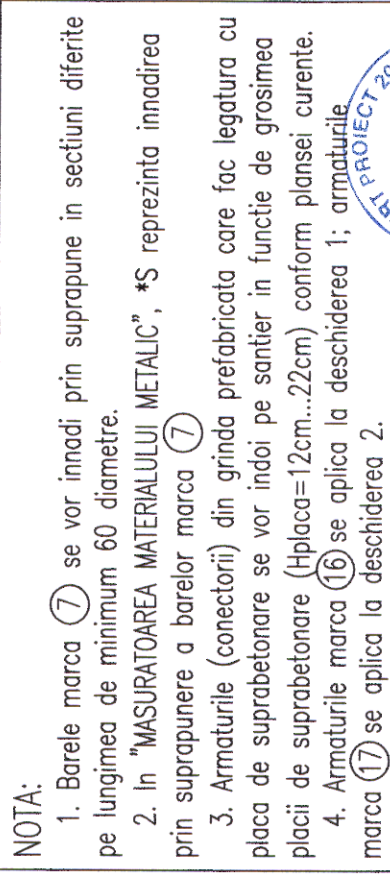 NOTA:
1. Barele marca 7 se vor innadi prin suprapune in sectiuni diferite
pe lungimea de minimum 60 diametre.
2. In "MASURATOAREA MATERIALULUI METALIC", *S reprezinta innadirea
prin suprapunere a barelor marca 7
3. Armaturile (conectorii) din grinda prefabricata care fac legatura cu
placa de suprabetonare se vor indoi pe santier in functie de grosimea
placii de suprabetonare (Hplaca=12cm...22cm) conform plansei curente.
4. Armaturile marca 16 se aplica la deschiderea 1; armaturile
marca 17 se aplica la deschiderea 2.
PROIECT